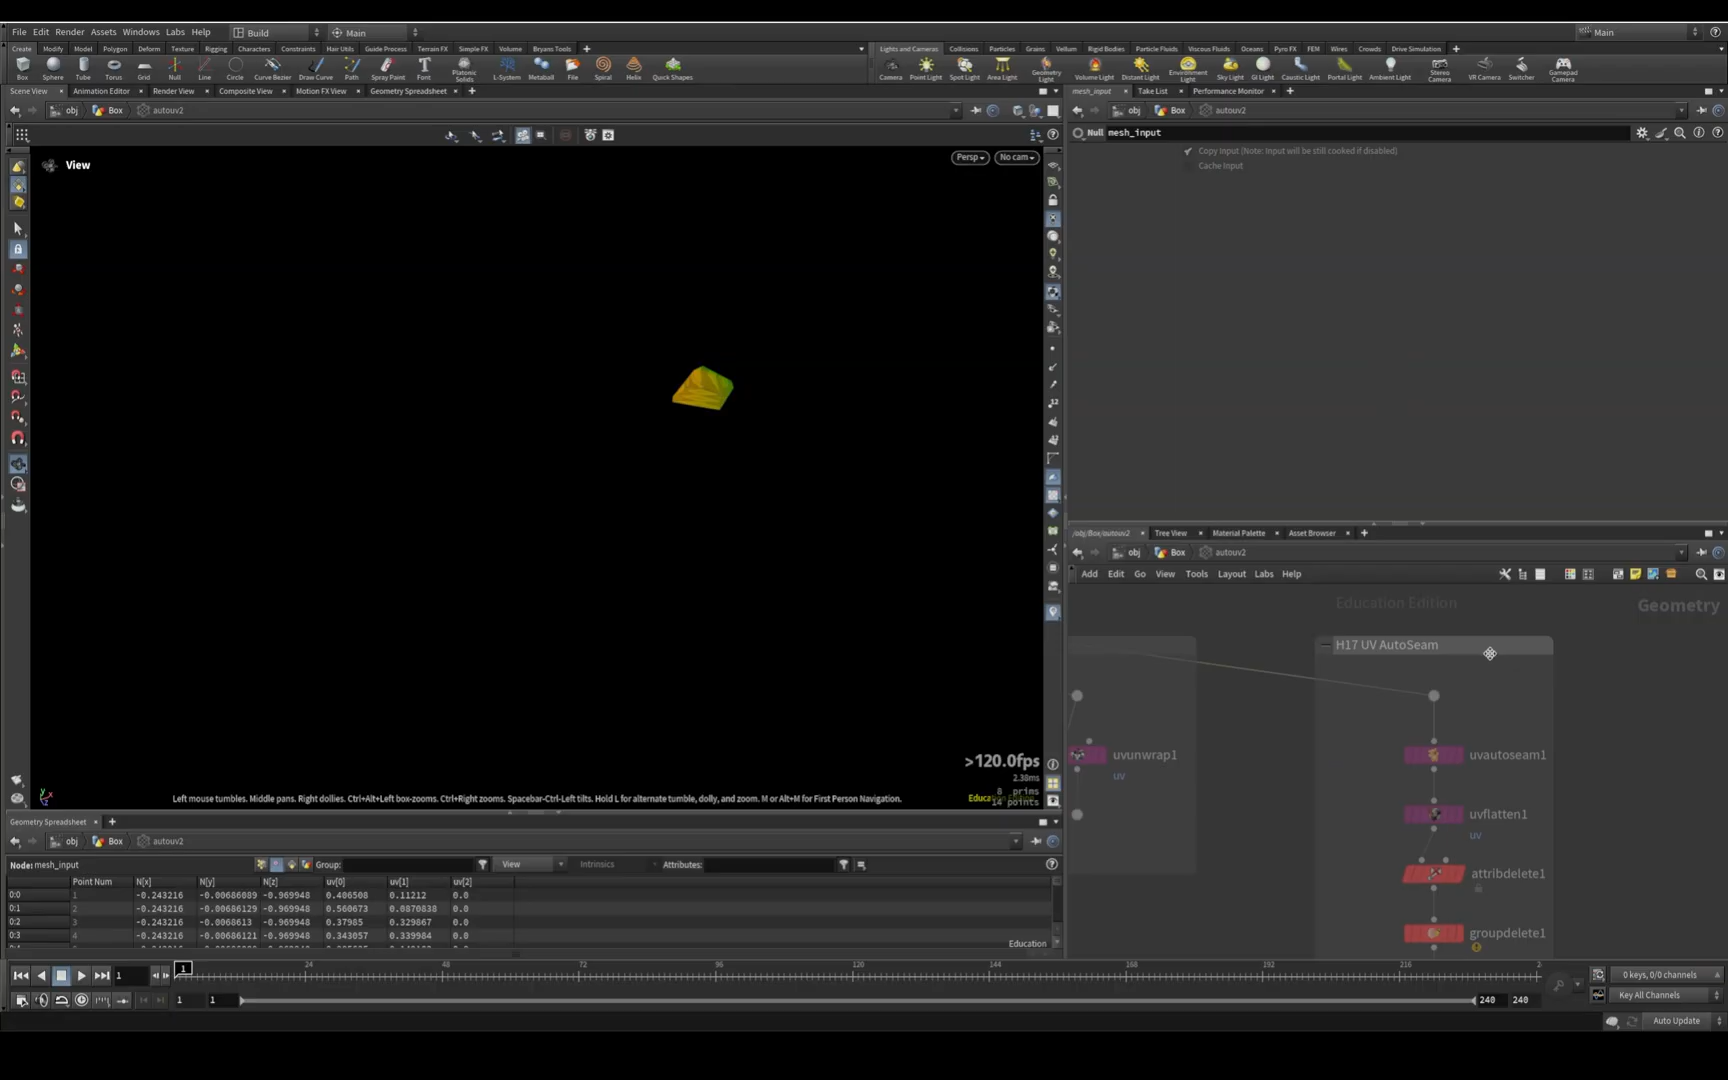 File Edit Render Assets Windows Labs Help Build Main Main
Create Modify Model Polygon Deform Texture Rigging Characters Constraints Hair Utils Guide Process Terrain FX Simple FX Volume Bryans Tools
Lights and Cameras Collisions Particles Grains Vellum Rigid Bodies Particle Fluids Viscous Fluids Oceans Pyro FX FEM Wires Crowds Drive Simulation
Box Sphere Tube Torus Grid Null Line Circle Curve Bezier Draw Curve Path Spray Point Font Platonic Solids L-System Metaball File Spiral Helix Quick Shapes
Camera Point Light Spot Light Area Light Geometry Light Volume Light Distant Light Environment Light Sky Light GI Light Caustic Light Portal Light Ambient Light Stereo Camera VR Camera Switcher Gamepad Camera
Scene View Animation Editor Render View Composite View Motion FX View Geometry Spreadsheet
mesh_input Take List Performance Monitor
obj Box autouv2
obj Box autouv2
Null mesh_input
Copy Input (Note: Input will be still cooked if disabled)
Cache Input
View
Persp No cam
>120.0fps
2.38ms
8 prims
14 points
Left mouse tumbles. Middle pans. Right dollies. Ctrl+Alt+Left box-zooms. Ctrl+Right zooms. Spacebar-Ctrl-Left tilts. Hold L for alternate tumble, dolly, and zoom. M or Alt+M for First Person Navigation.
/obj/Box/autouv2 Tree View Material Palette Asset Browser
obj Box autouv2
Add Edit Go View Tools Layout Labs Help
Education Edition
Geometry
H17 UV AutoSeam
uvunwrap1
uv
uvautoseam1
uvflatten1
uv
attribdelete1
groupdelete1
Geometry Spreadsheet
obj Box autouv2
Node: mesh_input Group: View Intrinsics Attributes:
Point Num N[x] N[y] N[z] uv[0] uv[1] uv[2]
0:0 1 -0.243216 -0.00686089 -0.969948 0.406508 0.11212 0.0
0:1 2 -0.243216 -0.00686129 -0.969948 0.560673 0.0870838 0.0
0:2 3 -0.243216 -0.0068613 -0.969948 0.37985 0.329867 0.0
0:3 4 -0.243216 -0.00686121 -0.969948 0.343057 0.339984 0.0
Education
1 1 24 48 72 96 120 144 168 192 216 2
0 keys, 0/0 channels
1 1 240 240
Key All Channels
Auto Update